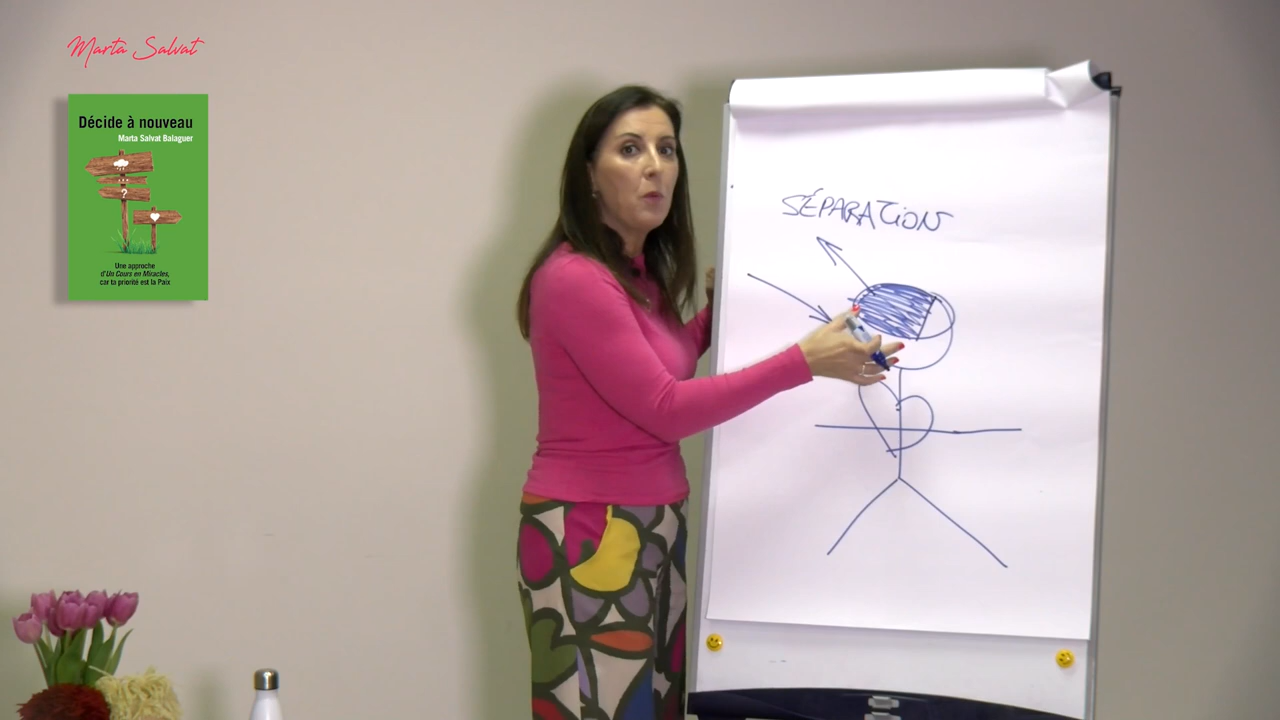 Marta Salvat
Décide à nouveau
Marta Salvat Balaguer
?
Une approche
d'Un Cours en Miracles,
car ta priorité est la Paix
SÉPARATION